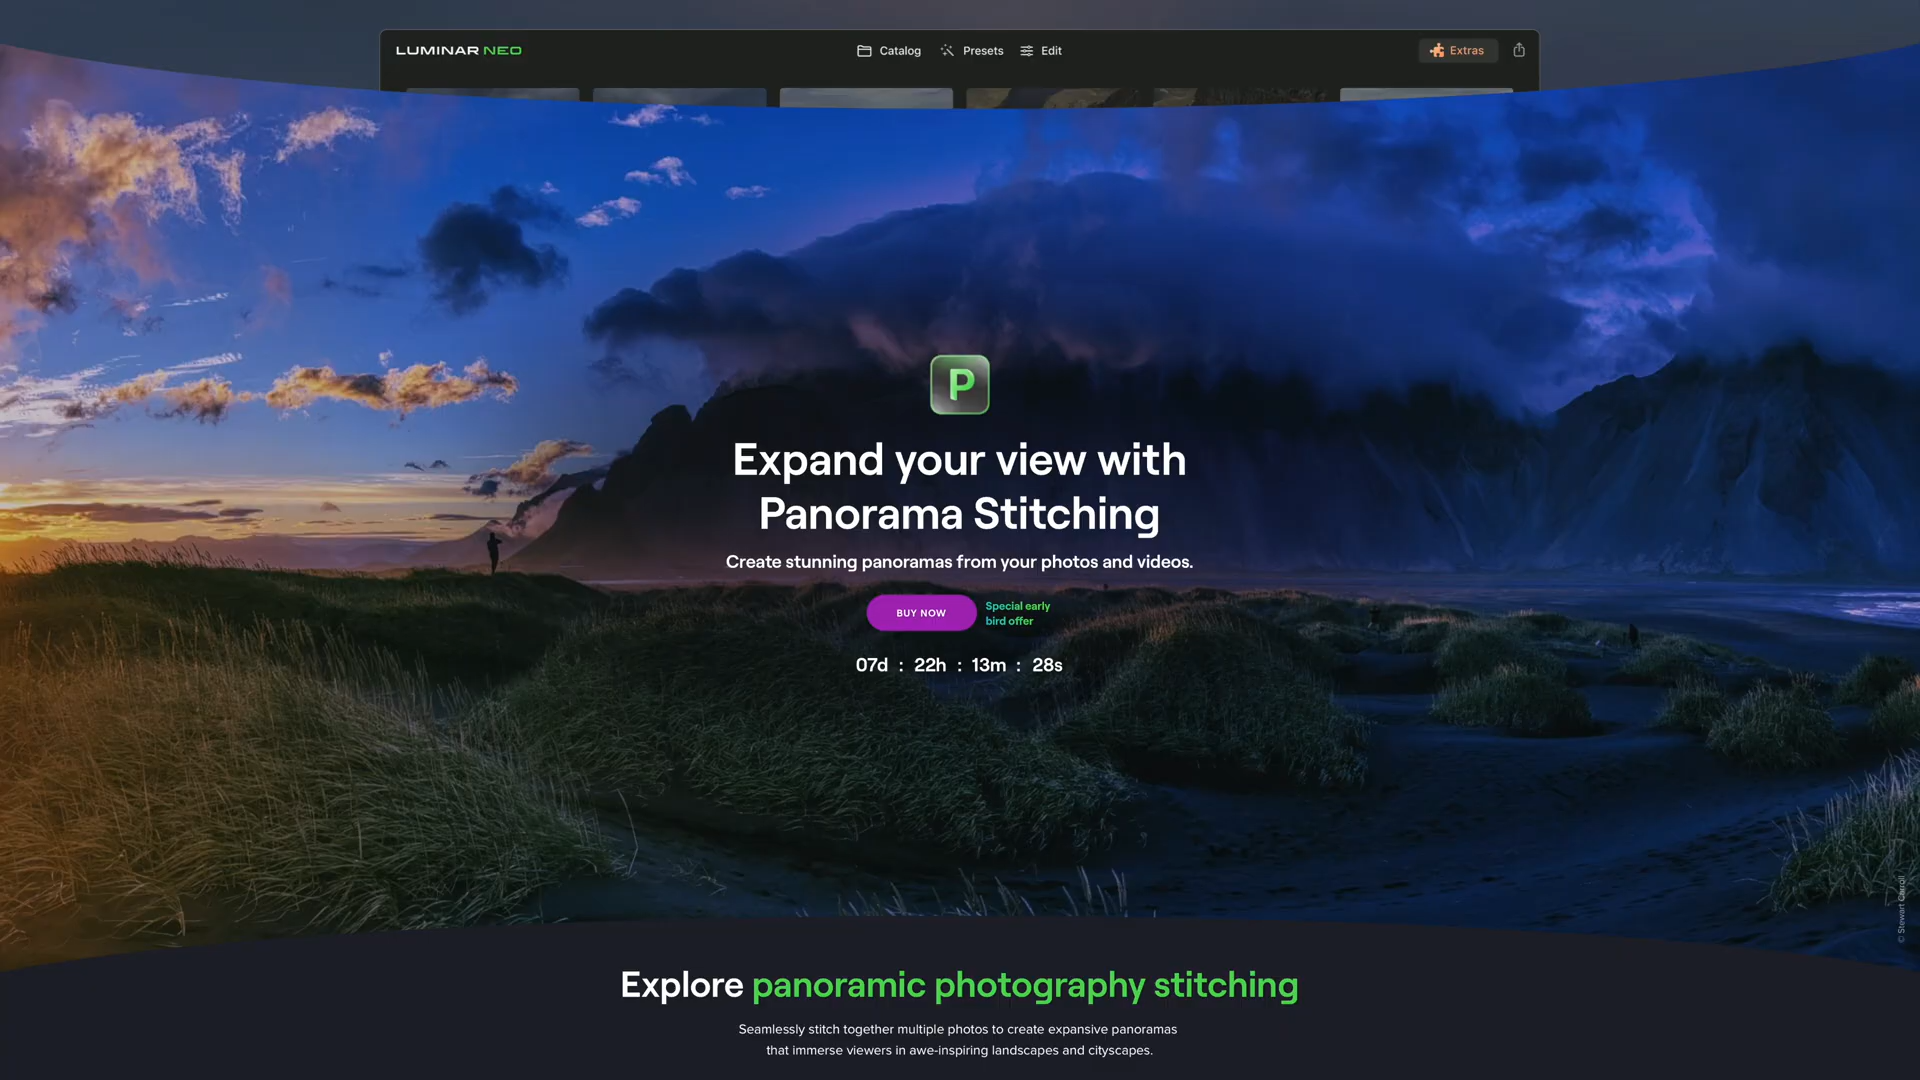 LUMINAR NEO
Catalog
Presets
Edit
Extras
P
Expand your view with
Panorama Stitching
Create stunning panoramas from your photos and videos.
BUY NOW
Special early
bird offer
07d : 22h : 13m : 28s
© Stewart Carroll
Explore panoramic photography stitching
Seamlessly stitch together multiple photos to create expansive panoramas
that immerse viewers in awe-inspiring landscapes and cityscapes.